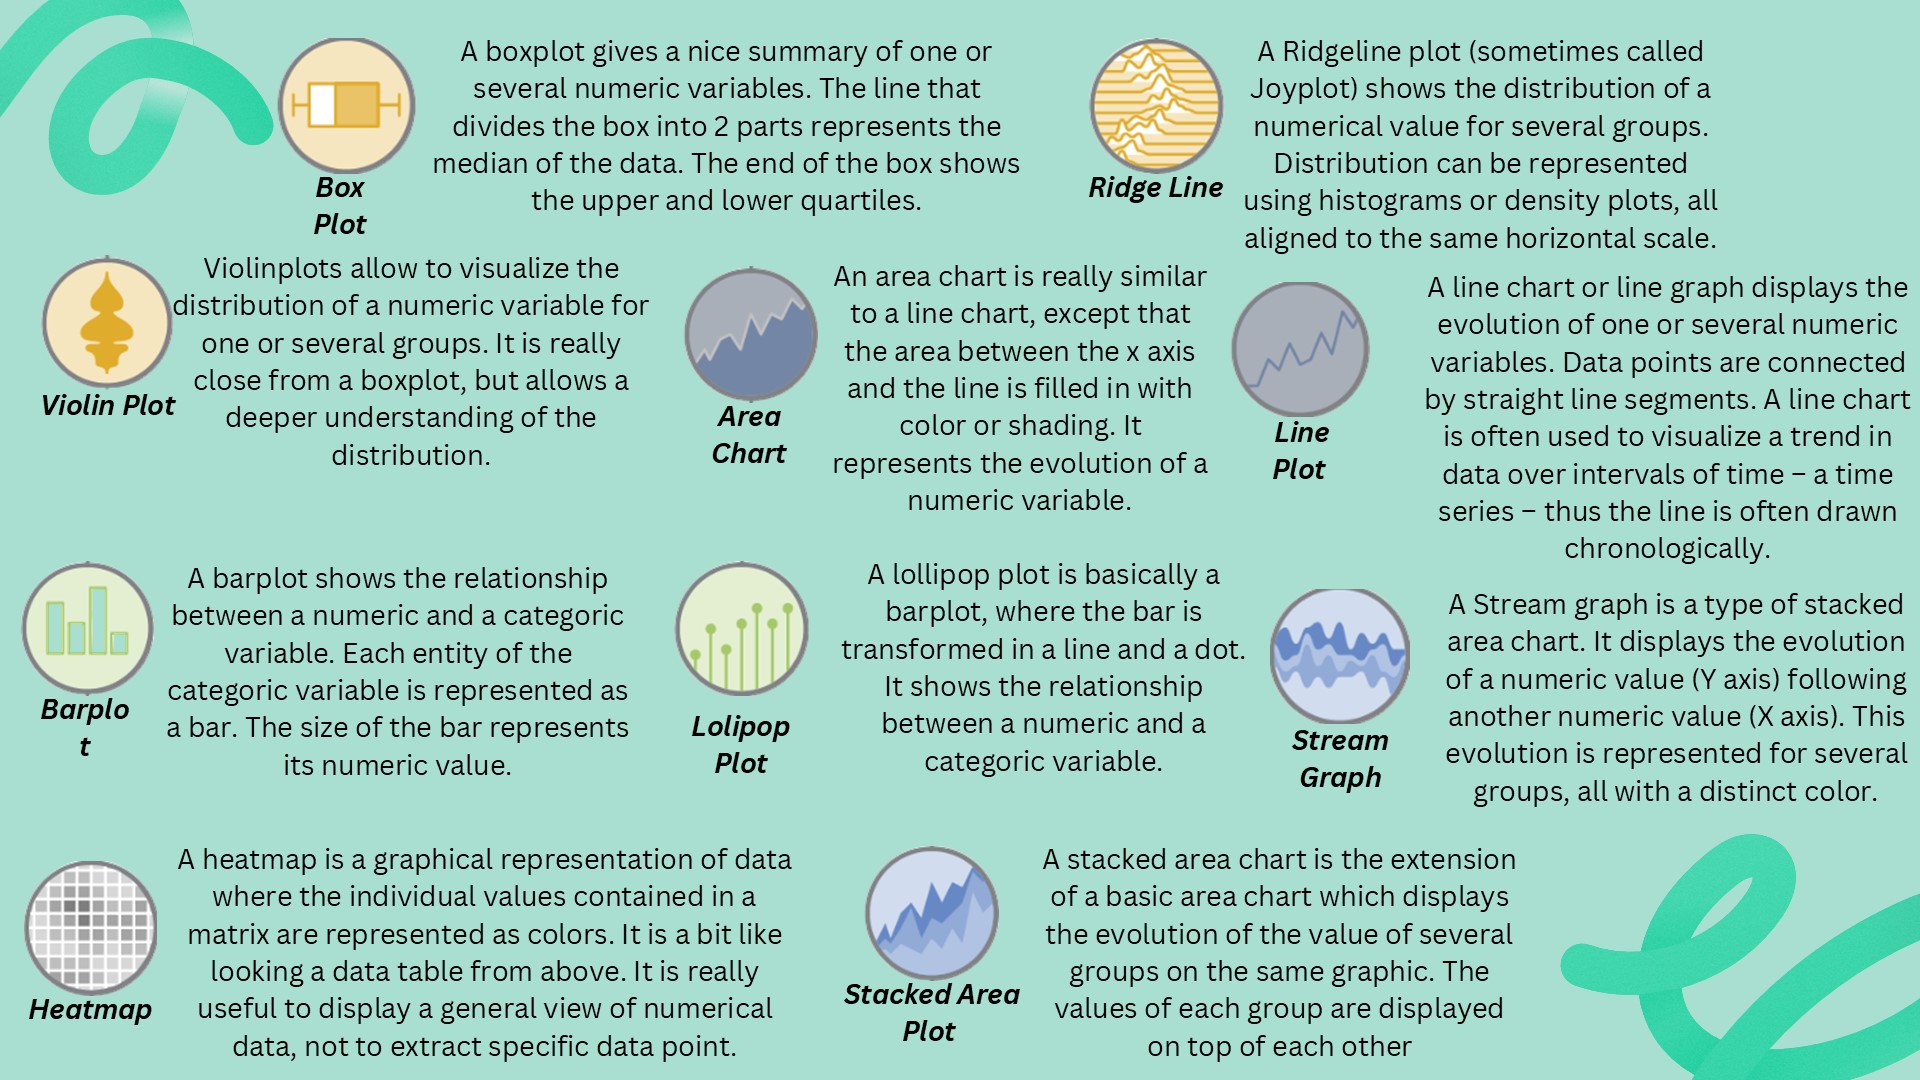 A boxplot gives a nice summary of one or
several numeric variables. The line that
divides the box into 2 parts represents the
median of the data. The end of the box shows
the upper and lower quartiles.
Box
Plot
A Ridgeline plot (sometimes called
Joyplot) shows the distribution of a
numerical value for several groups.
Distribution can be represented
using histograms or density plots, all
aligned to the same horizontal scale.
Ridge Line
Violinplots allow to visualize the
distribution of a numeric variable for
one or several groups. It is really
close from a boxplot, but allows a
deeper understanding of the
distribution.
Violin Plot
An area chart is really similar
to a line chart, except that
the area between the x axis
and the line is filled in with
color or shading. It
represents the evolution of a
numeric variable.
Area
Chart
A line chart or line graph displays the
evolution of one or several numeric
variables. Data points are connected
by straight line segments. A line chart
is often used to visualize a trend in
data over intervals of time – a time
series – thus the line is often drawn
chronologically.
Line
Plot
A barplot shows the relationship
between a numeric and a categoric
variable. Each entity of the
categoric variable is represented as
a bar. The size of the bar represents
its numeric value.
Barplo
t
A lollipop plot is basically a
barplot, where the bar is
transformed in a line and a dot.
It shows the relationship
between a numeric and a
categoric variable.
Lolipop
Plot
A Stream graph is a type of stacked
area chart. It displays the evolution
of a numeric value (Y axis) following
another numeric value (X axis). This
evolution is represented for several
groups, all with a distinct color.
Stream
Graph
A heatmap is a graphical representation of data
where the individual values contained in a
matrix are represented as colors. It is a bit like
looking a data table from above. It is really
useful to display a general view of numerical
data, not to extract specific data point.
Heatmap
A stacked area chart is the extension
of a basic area chart which displays
the evolution of the value of several
groups on the same graphic. The
values of each group are displayed
on top of each other
Stacked Area
Plot